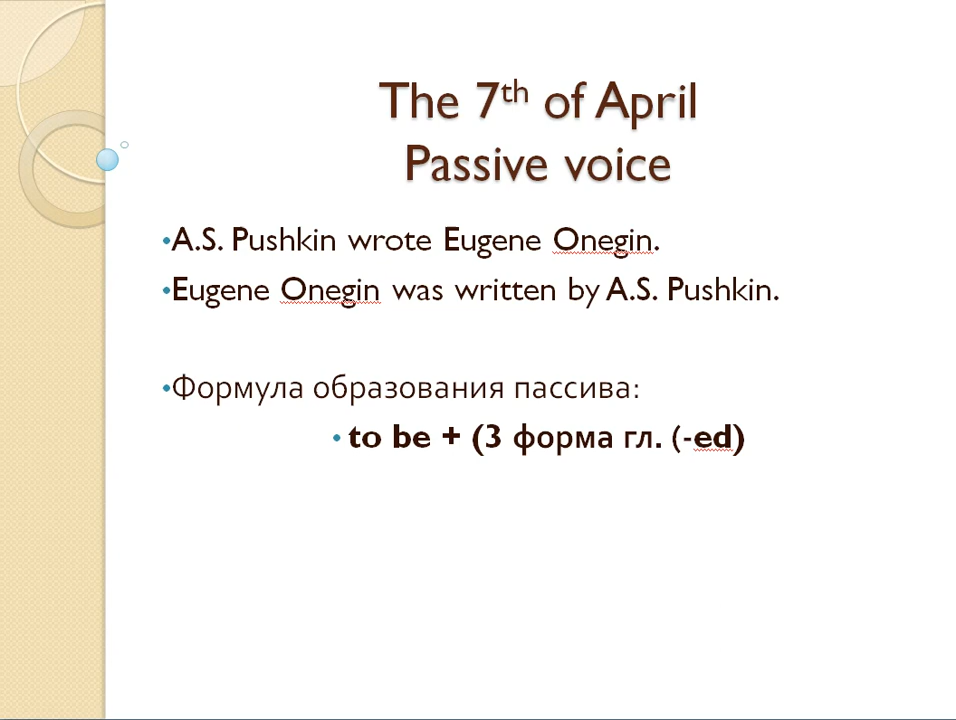 The 7th of April
Passive voice
•A.S. Pushkin wrote Eugene Onegin.
•Eugene Onegin was written by A.S. Pushkin.
•Формула образования пассива:
• to be + (3 форма гл. (-ed)